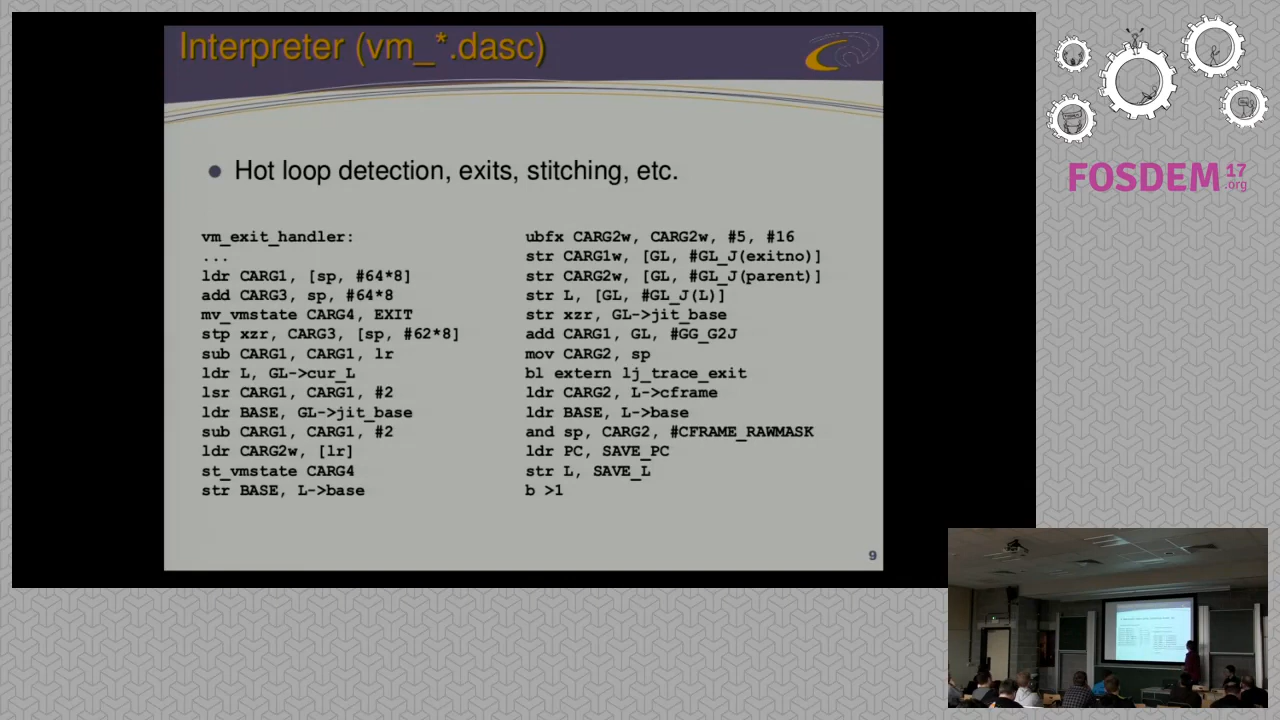 Interpreter (vm_*.dasc)
Hot loop detection, exits, stitching, etc.
vm_exit_handler:
...
ldr CARG1, [sp, #64*8]
add CARG3, sp, #64*8
mv_vmstate CARG4, EXIT
stp xzr, CARG3, [sp, #62*8]
sub CARG1, CARG1, lr
ldr L, GL->cur_L
lsr CARG1, CARG1, #2
ldr BASE, GL->jit_base
sub CARG1, CARG1, #2
ldr CARG2w, [lr]
st_vmstate CARG4
str BASE, L->base
ubfx CARG2w, CARG2w, #5, #16
str CARG1w, [GL, #GL_J(exitno)]
str CARG2w, [GL, #GL_J(parent)]
str L, [GL, #GL_J(L)]
str xzr, GL->jit_base
add CARG1, GL, #GG_G2J
mov CARG2, sp
bl extern lj_trace_exit
ldr CARG2, L->cframe
ldr BASE, L->base
and sp, CARG2, #CFRAME_RAWMASK
ldr PC, SAVE_PC
str L, SAVE_L
b >1
9
FOSDEM 17
.org